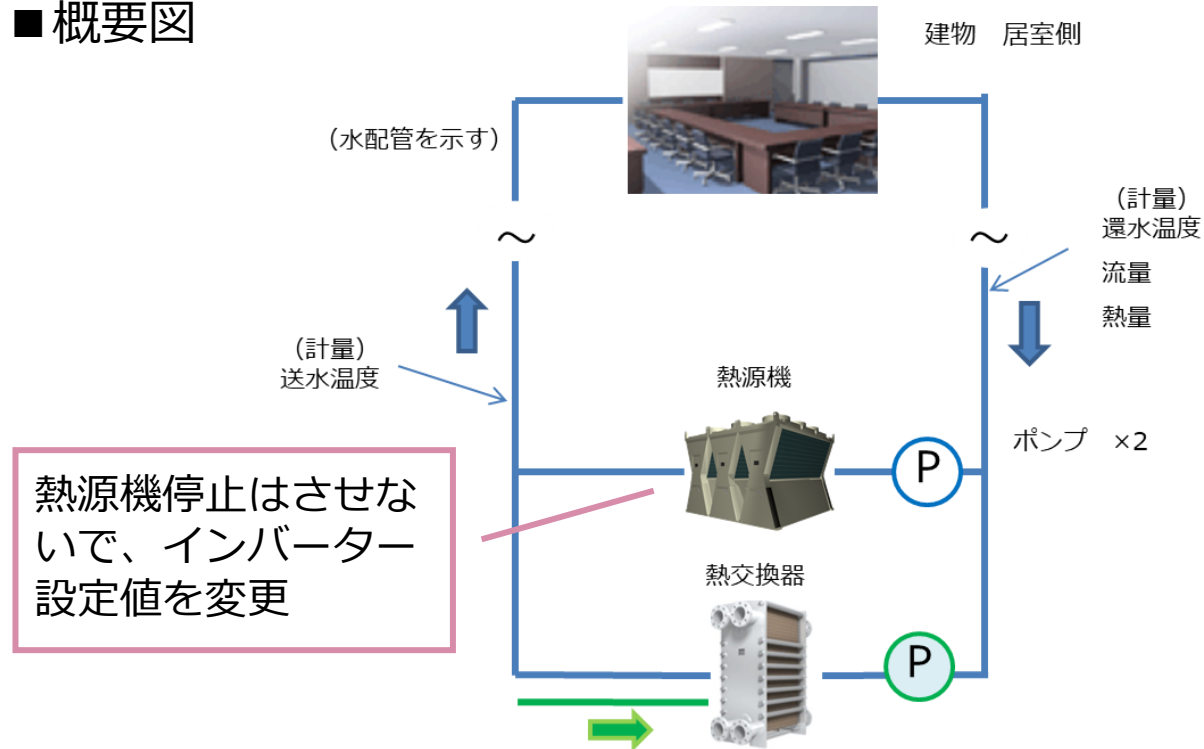 ■概要図
建物　居室側
（水配管を示す）
～
～
（計量）
還水温度
流量
熱量
（計量）
送水温度
熱源機
ポンプ　×2
P
熱源機停止はさせな
いで、インバーター
設定値を変更
熱交換器
P